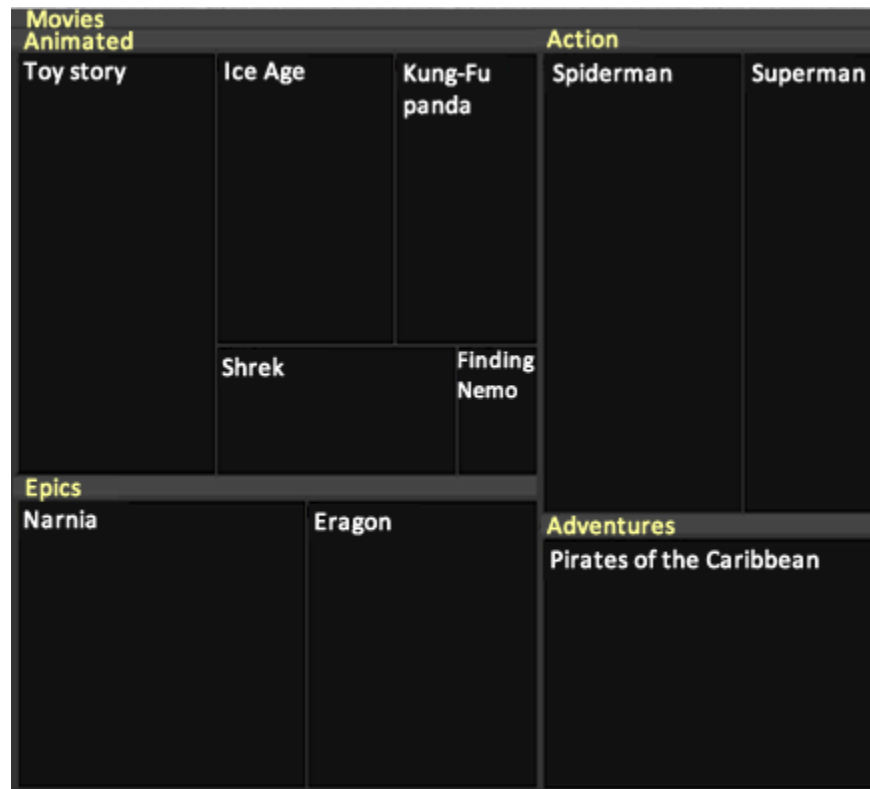 Movies
Animated
Toy story
Ice Age
Kung-Fu
panda
Shrek
Finding
Nemo
Action
Spiderman
Superman
Epics
Narnia
Eragon
Adventures
Pirates of the Caribbean